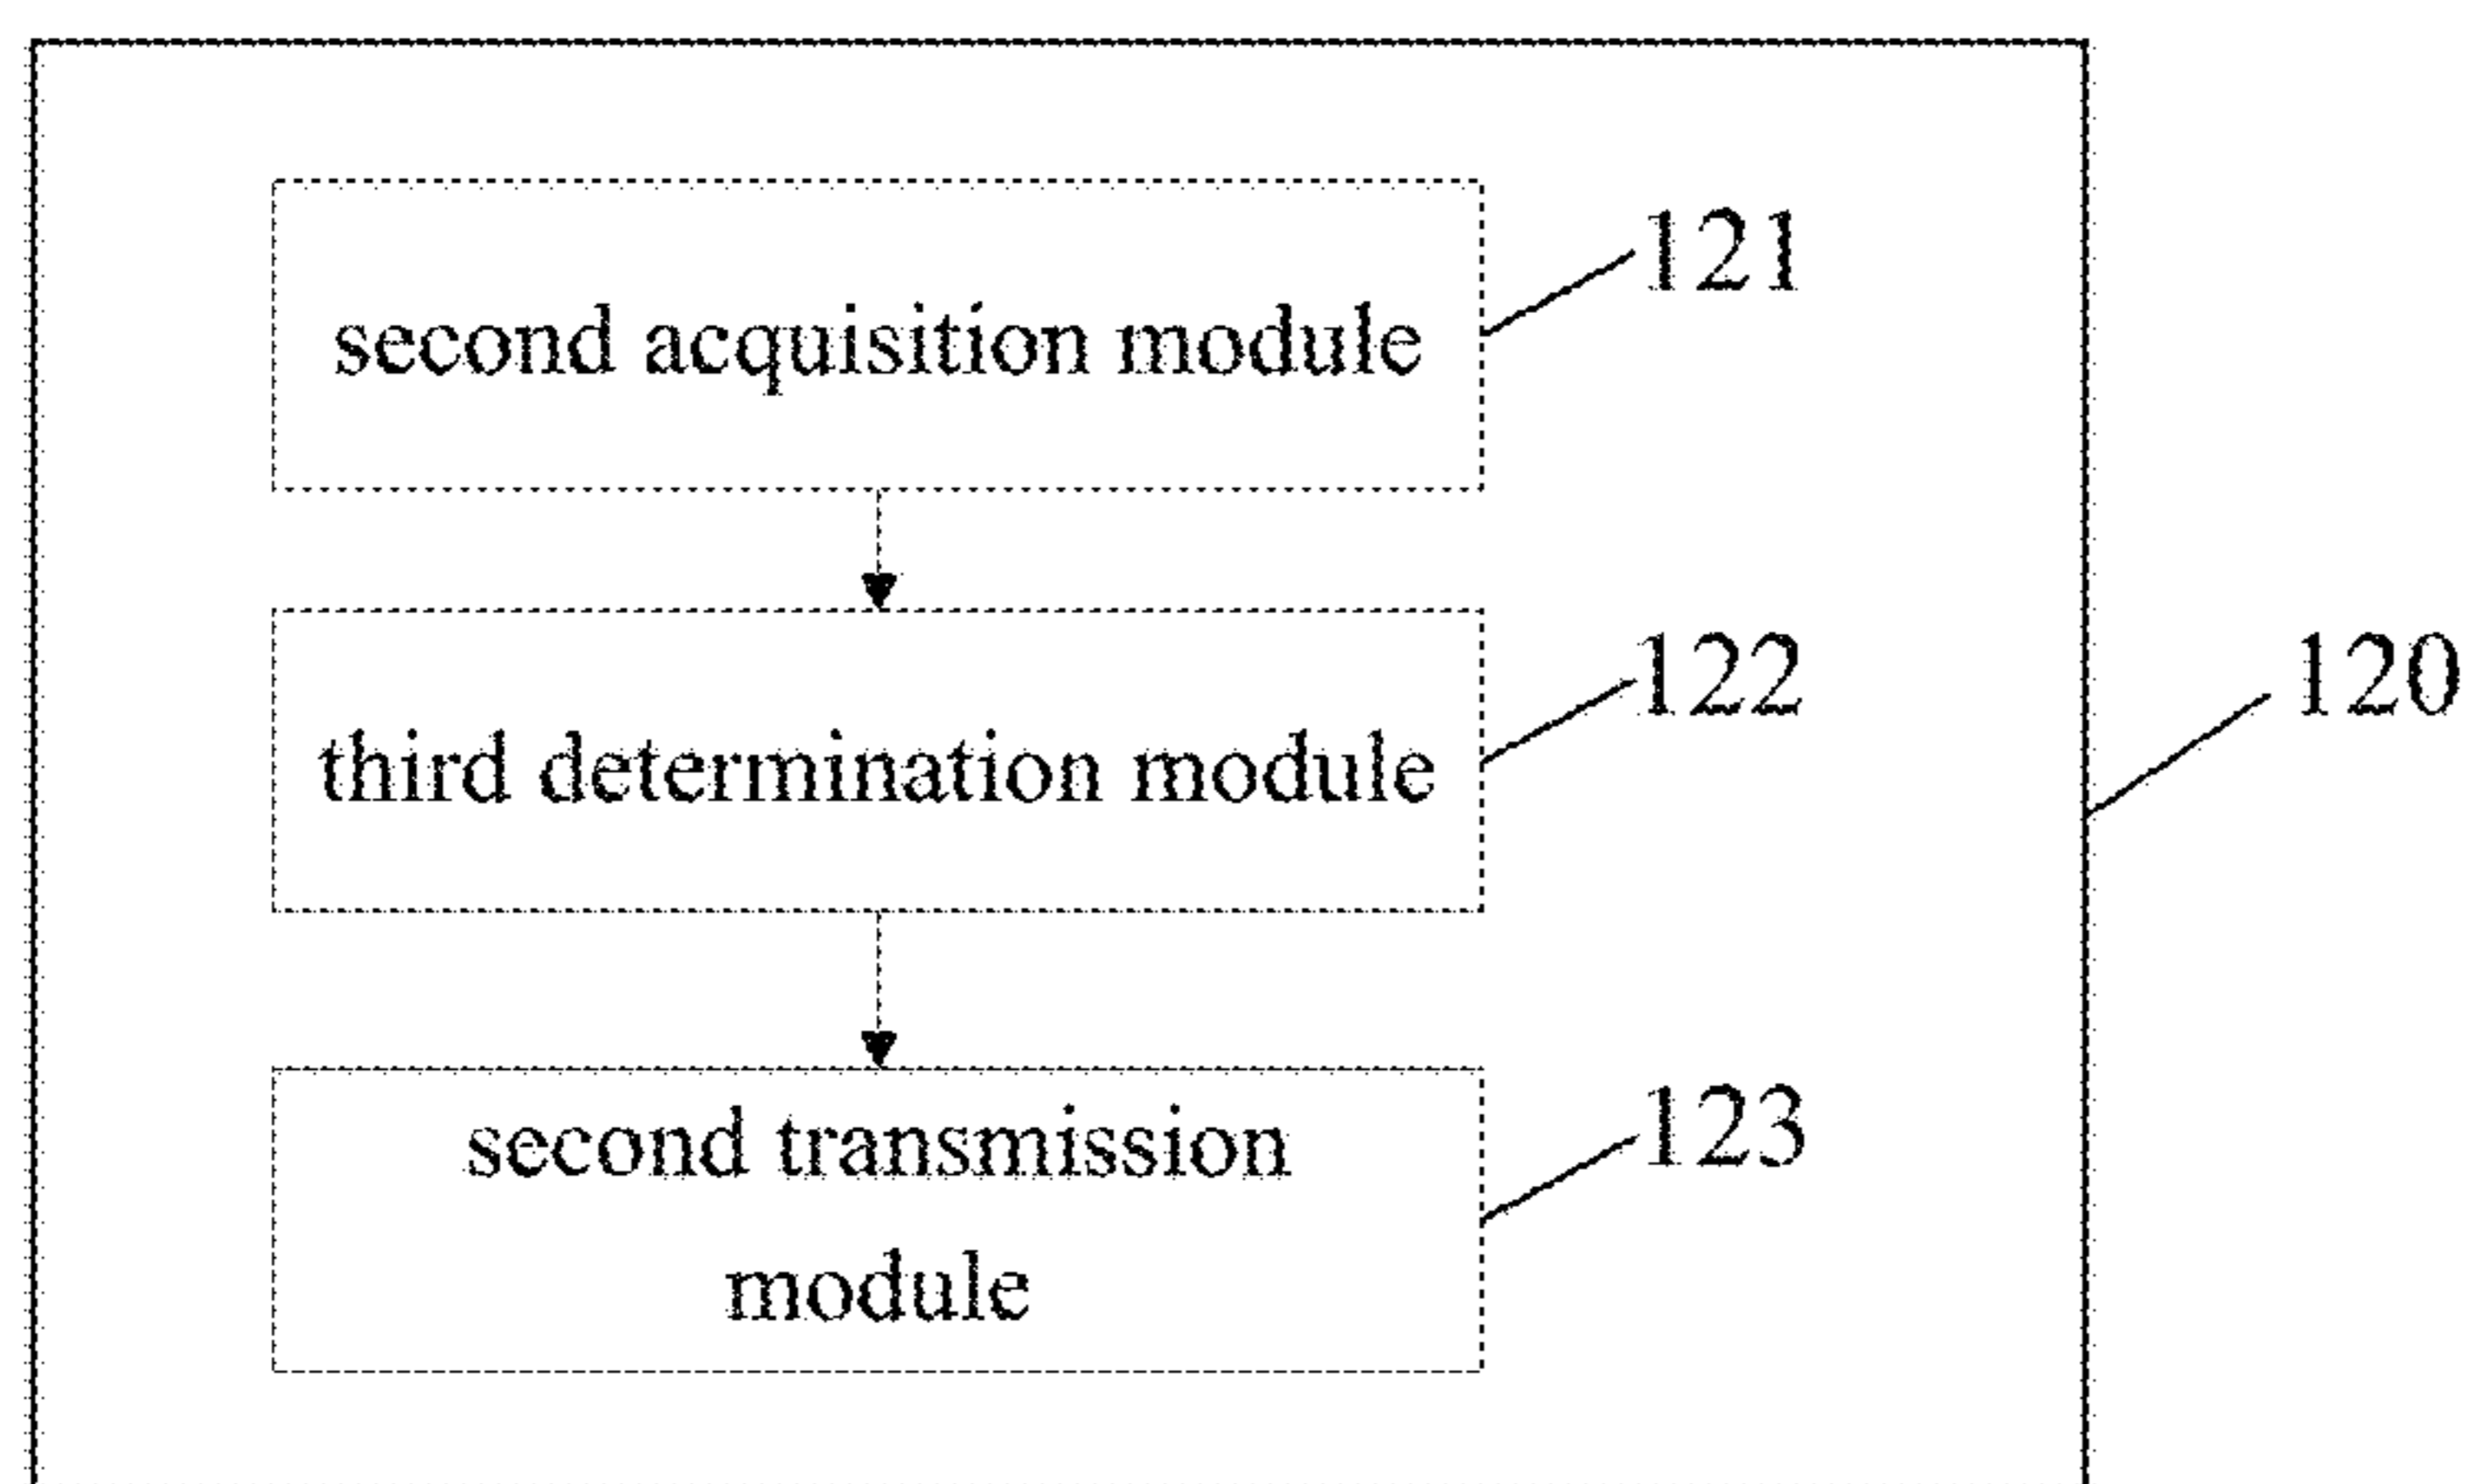 121
second acquisition module
122
120
third determination module
123
second transmission
module